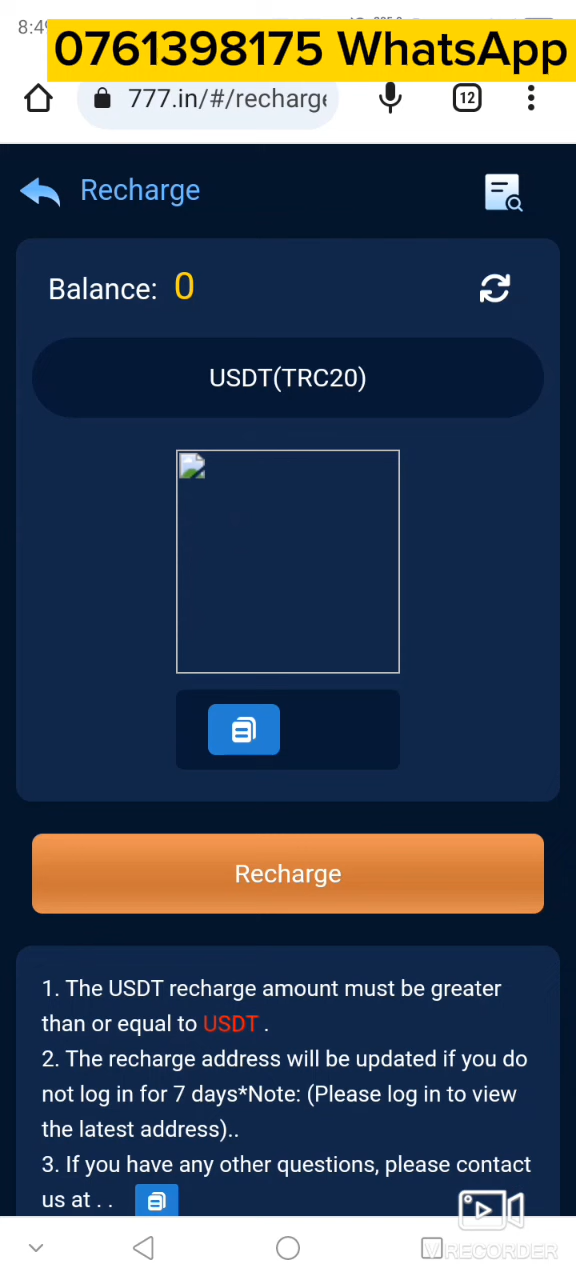 8:49
0761398175 WhatsApp
777.in/#/recharge
12
Recharge
Balance: 0
USDT(TRC20)
Recharge
1. The USDT recharge amount must be greater
than or equal to USDT .
2. The recharge address will be updated if you do
not log in for 7 days*Note: (Please log in to view
the latest address)..
3. If you have any other questions, please contact
us at . .
VRECORDER